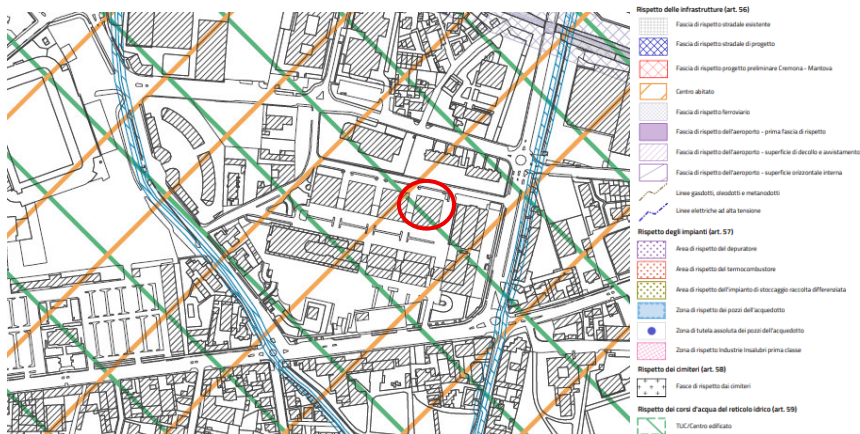 Rispetto delle infrastrutture (art. 56)
Fascia di rispetto stradale esistente
Fascia di rispetto stradale di progetto
Fascia di rispetto progetto preliminare Cremona - Mantova
Centro abitato
Fascia di rispetto ferroviario
Fascia di rispetto dell'aeroporto - prima fascia di rispetto
Fascia di rispetto dell'aeroporto - superficie di decollo e avvistamento
Fascia di rispetto dell'aeroporto - superficie orizzontale interna
Linee gasdotti, oleodotti e metanodotti
Linee elettriche ad alta tensione
Rispetto degli impianti (art. 57)
Area di rispetto del depuratore
Area di rispetto del termocombustore
Area di rispetto dell'impianto di stoccaggio raccolta differenziata
Zona di rispetto dei pozzi dell'acquedotto
Zona di tutela assoluta dei pozzi dell'acquedotto
Zona di rispetto Industrie Insalubri prima classe
Rispetto dei cimiteri (art. 58)
Fasce di rispetto dai cimiteri
Rispetto dei corsi d'acqua del reticolo idrico (art. 59)
TUC/Centro edificato